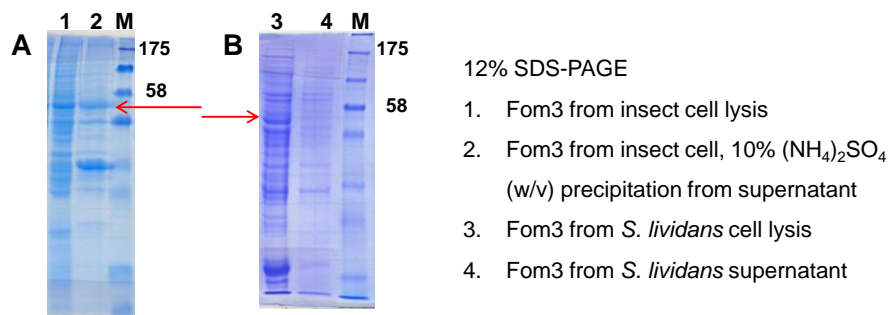 1 2 M 3 4 M
A B
175 175
58 58
12% SDS-PAGE
1. Fom3 from insect cell lysis
2. Fom3 from insect cell, 10% (NH4)2SO4
(w/v) precipitation from supernatant
3. Fom3 from S. lividans cell lysis
4. Fom3 from S. lividans supernatant